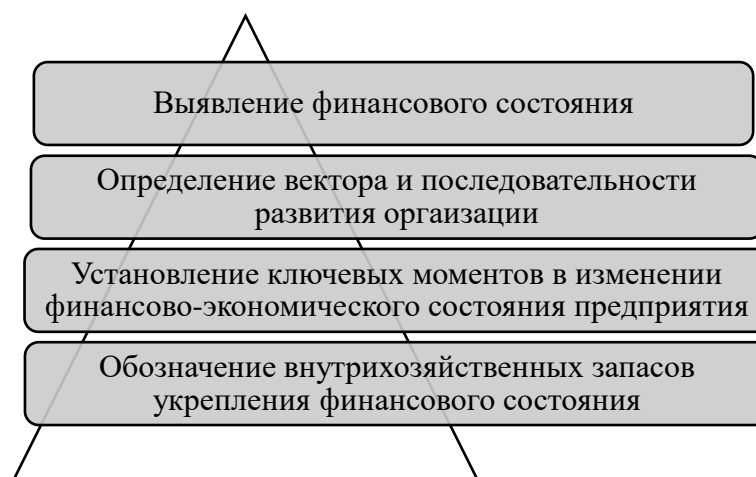 Выявление финансового состояния
Определение вектора и последовательности
развития оргаизации
Установление ключевых моментов в изменении
финансово-экономического состояния предприятия
Обозначение внутрихозяйственных запасов
укрепления финансового состояния